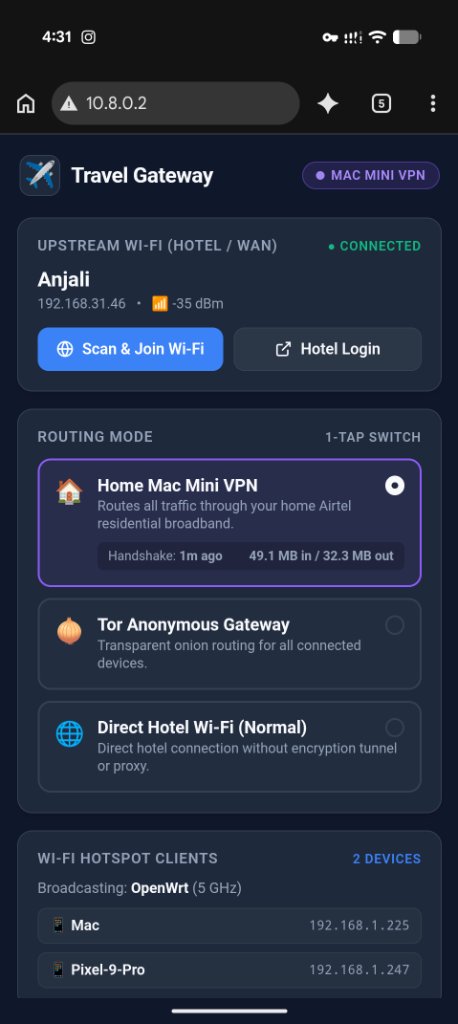 4:31
10.8.0.2
5
Travel Gateway
MAC MINI VPN
UPSTREAM WI-FI (HOTEL / WAN)
CONNECTED
Anjali
192.168.31.46 • -35 dBm
Scan & Join Wi-Fi
Hotel Login
ROUTING MODE
1-TAP SWITCH
Home Mac Mini VPN
Routes all traffic through your home Airtel
residential broadband.
Handshake: 1m ago 49.1 MB in / 32.3 MB out
Tor Anonymous Gateway
Transparent onion routing for all connected
devices.
Direct Hotel Wi-Fi (Normal)
Direct hotel connection without encryption tunnel
or proxy.
WI-FI HOTSPOT CLIENTS
2 DEVICES
Broadcasting: OpenWrt (5 GHz)
Mac 192.168.1.225
Pixel-9-Pro 192.168.1.247